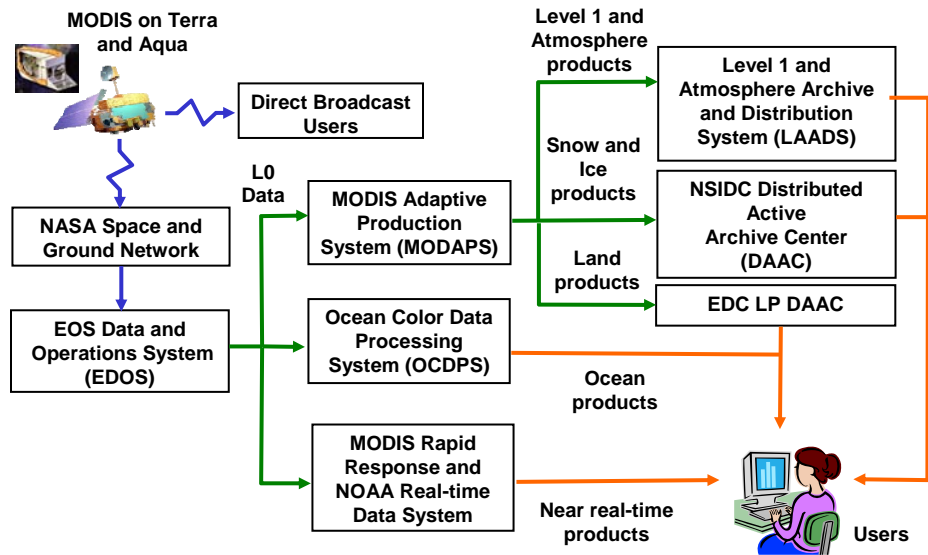 MODIS on Terra
and Aqua
Direct Broadcast
Users
NASA Space and
Ground Network
EOS Data and
Operations System
(EDOS)
L0
Data
MODIS Adaptive
Production
System (MODAPS)
Ocean Color Data
Processing
System (OCDPS)
MODIS Rapid
Response and
NOAA Real-time
Data System
Level 1 and
Atmosphere
products
Snow and
Ice
products
Land
products
Level 1 and
Atmosphere Archive
and Distribution
System (LAADS)
NSIDC Distributed
Active
Archive Center
(DAAC)
EDC LP DAAC
Ocean
products
Near real-time
products
Users